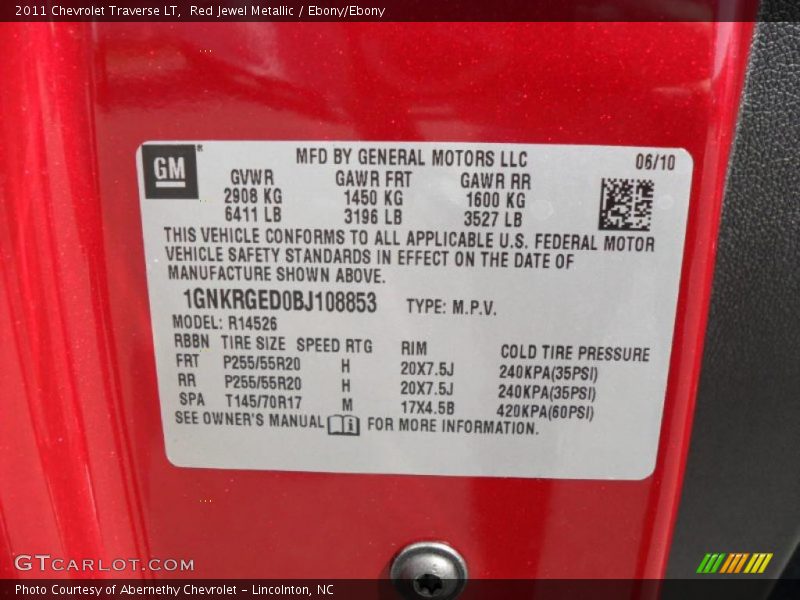 2011 Chevrolet Traverse LT, Red Jewel Metallic / Ebony/Ebony
GM
MFD BY GENERAL MOTORS LLC 06/10
GVWR GAWR FRT GAWR RR
2908 KG 1450 KG 1600 KG
6411 LB 3196 LB 3527 LB
THIS VEHICLE CONFORMS TO ALL APPLICABLE U.S. FEDERAL MOTOR
VEHICLE SAFETY STANDARDS IN EFFECT ON THE DATE OF
MANUFACTURE SHOWN ABOVE.
1GNKRGED0BJ108853 TYPE: M.P.V.
MODEL: R14526
RBBN TIRE SIZE SPEED RTG RIM COLD TIRE PRESSURE
FRT P255/55R20 H 20X7.5J 240KPA(35PSI)
RR P255/55R20 H 20X7.5J 240KPA(35PSI)
SPA T145/70R17 M 17X4.5B 420KPA(60PSI)
SEE OWNER'S MANUAL i FOR MORE INFORMATION.
GTCARLOT.COM
Photo Courtesy of Abernethy Chevrolet - Lincolnton, NC